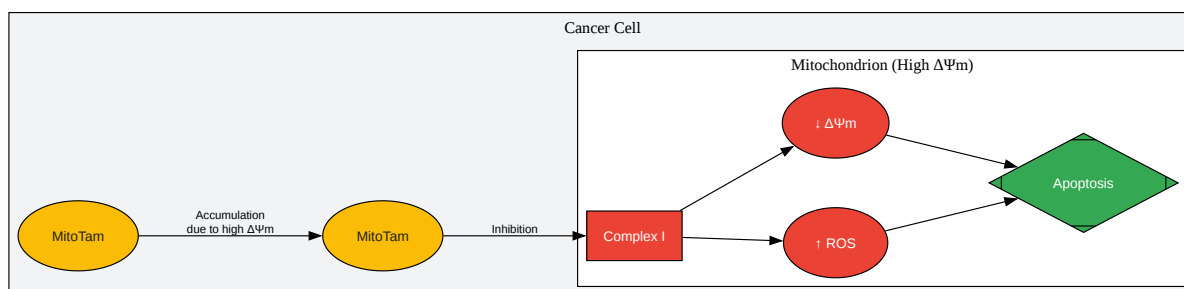 Cancer Cell
Mitochondrion (High ΔΨm)
MitoTam
Accumulation
due to high ΔΨm
MitoTam
Inhibition
Complex I
↓ ΔΨm
↑ ROS
Apoptosis